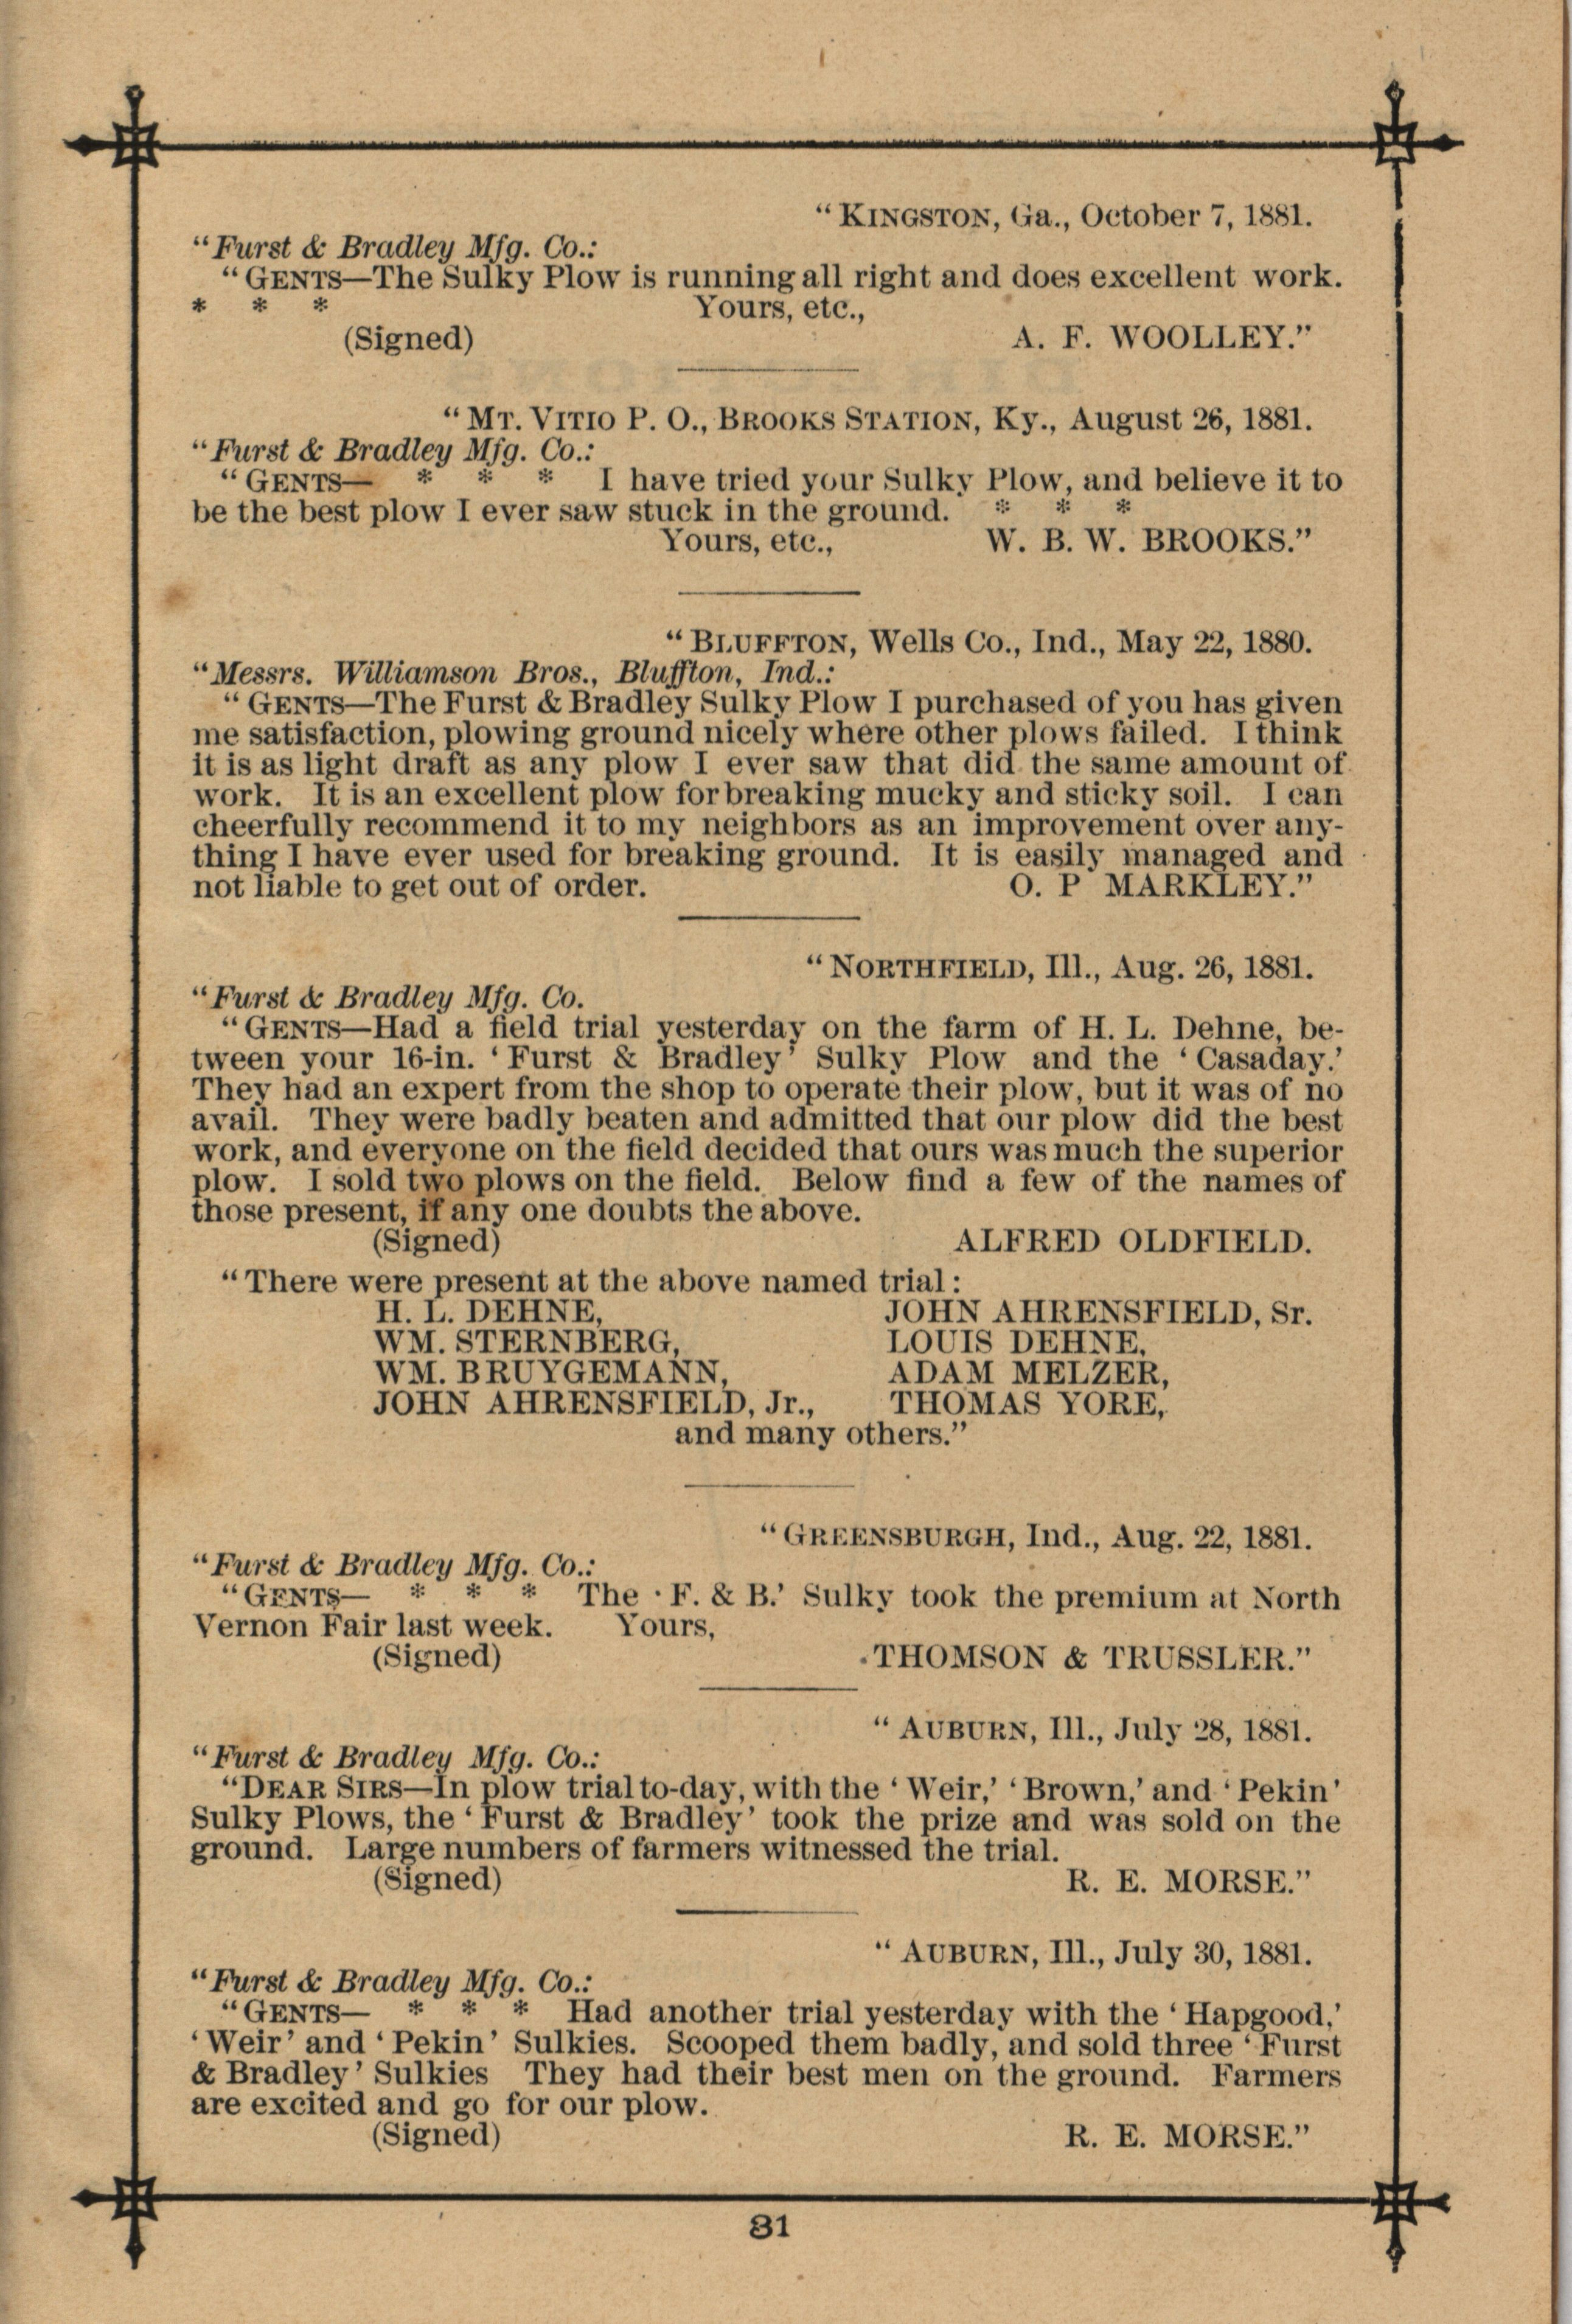 “KINGSTON, Ga., October 7, 1881.
“Furst & Bradley Mfg. Co.:
“GENTS—The Sulky Plow is running all right and does excellent work.
* * * Yours, etc.,
(Signed) A. F. WOOLLEY.”
“MT. VITIO P. O., BROOKS STATION, Ky., August 26, 1881.
“Furst & Bradley Mfg. Co.:
“GENTS— * * * I have tried your Sulky Plow, and believe it to
be the best plow I ever saw stuck in the ground. * * *
Yours, etc., W. B. W. BROOKS.”
“BLUFFTON, Wells Co., Ind., May 22, 1880.
“Messrs. Williamson Bros., Bluffton, Ind.:
“GENTS—The Furst & Bradley Sulky Plow I purchased of you has given
me satisfaction, plowing ground nicely where other plows failed. I think
it is as light draft as any plow I ever saw that did the same amount of
work. It is an excellent plow for breaking mucky and sticky soil. I can
cheerfully recommend it to my neighbors as an improvement over any-
thing I have ever used for breaking ground. It is easily managed and
not liable to get out of order. O. P MARKLEY.”
“NORTHFIELD, Ill., Aug. 26, 1881.
“Furst & Bradley Mfg. Co.
“GENTS—Had a field trial yesterday on the farm of H. L. Dehne, be-
tween your 16-in. ‘Furst & Bradley’ Sulky Plow and the ‘Casaday.’
They had an expert from the shop to operate their plow, but it was of no
avail. They were badly beaten and admitted that our plow did the best
work, and everyone on the field decided that ours was much the superior
plow. I sold two plows on the field. Below find a few of the names of
those present, if any one doubts the above.
(Signed) ALFRED OLDFIELD.
“There were present at the above named trial:
H. L. DEHNE, JOHN AHRENSFIELD, Sr.
WM. STERNBERG, LOUIS DEHNE,
WM. BRUYGEMANN, ADAM MELZER,
JOHN AHRENSFIELD, Jr., THOMAS YORE,
and many others.”
“GREENSBURGH, Ind., Aug. 22, 1881.
“Furst & Bradley Mfg. Co.:
“GENTS— * * * The ‘F. & B.’ Sulky took the premium at North
Vernon Fair last week. Yours,
(Signed) THOMSON & TRUSSLER.”
“AUBURN, Ill., July 28, 1881.
“Furst & Bradley Mfg. Co.:
“DEAR SIRS—In plow trial to-day, with the ‘Weir,’ ‘Brown,’ and ‘Pekin’
Sulky Plows, the ‘Furst & Bradley’ took the prize and was sold on the
ground. Large numbers of farmers witnessed the trial.
(Signed) R. E. MORSE.”
“AUBURN, Ill., July 30, 1881.
“Furst & Bradley Mfg. Co.:
“GENTS— * * * Had another trial yesterday with the ‘Hapgood,’
‘Weir’ and ‘Pekin’ Sulkies. Scooped them badly, and sold three ‘Furst
& Bradley’ Sulkies They had their best men on the ground. Farmers
are excited and go for our plow.
(Signed) R. E. MORSE.”
31